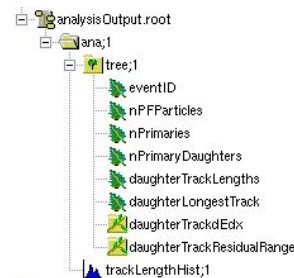 analysisOutput.root
ana;1
tree;1
eventID
nPFParticles
nPrimaries
nPrimaryDaughters
daughterTrackLengths
daughterLongestTrack
daughterTrackdEdx
daughterTrackResidualRange
trackLengthHist;1